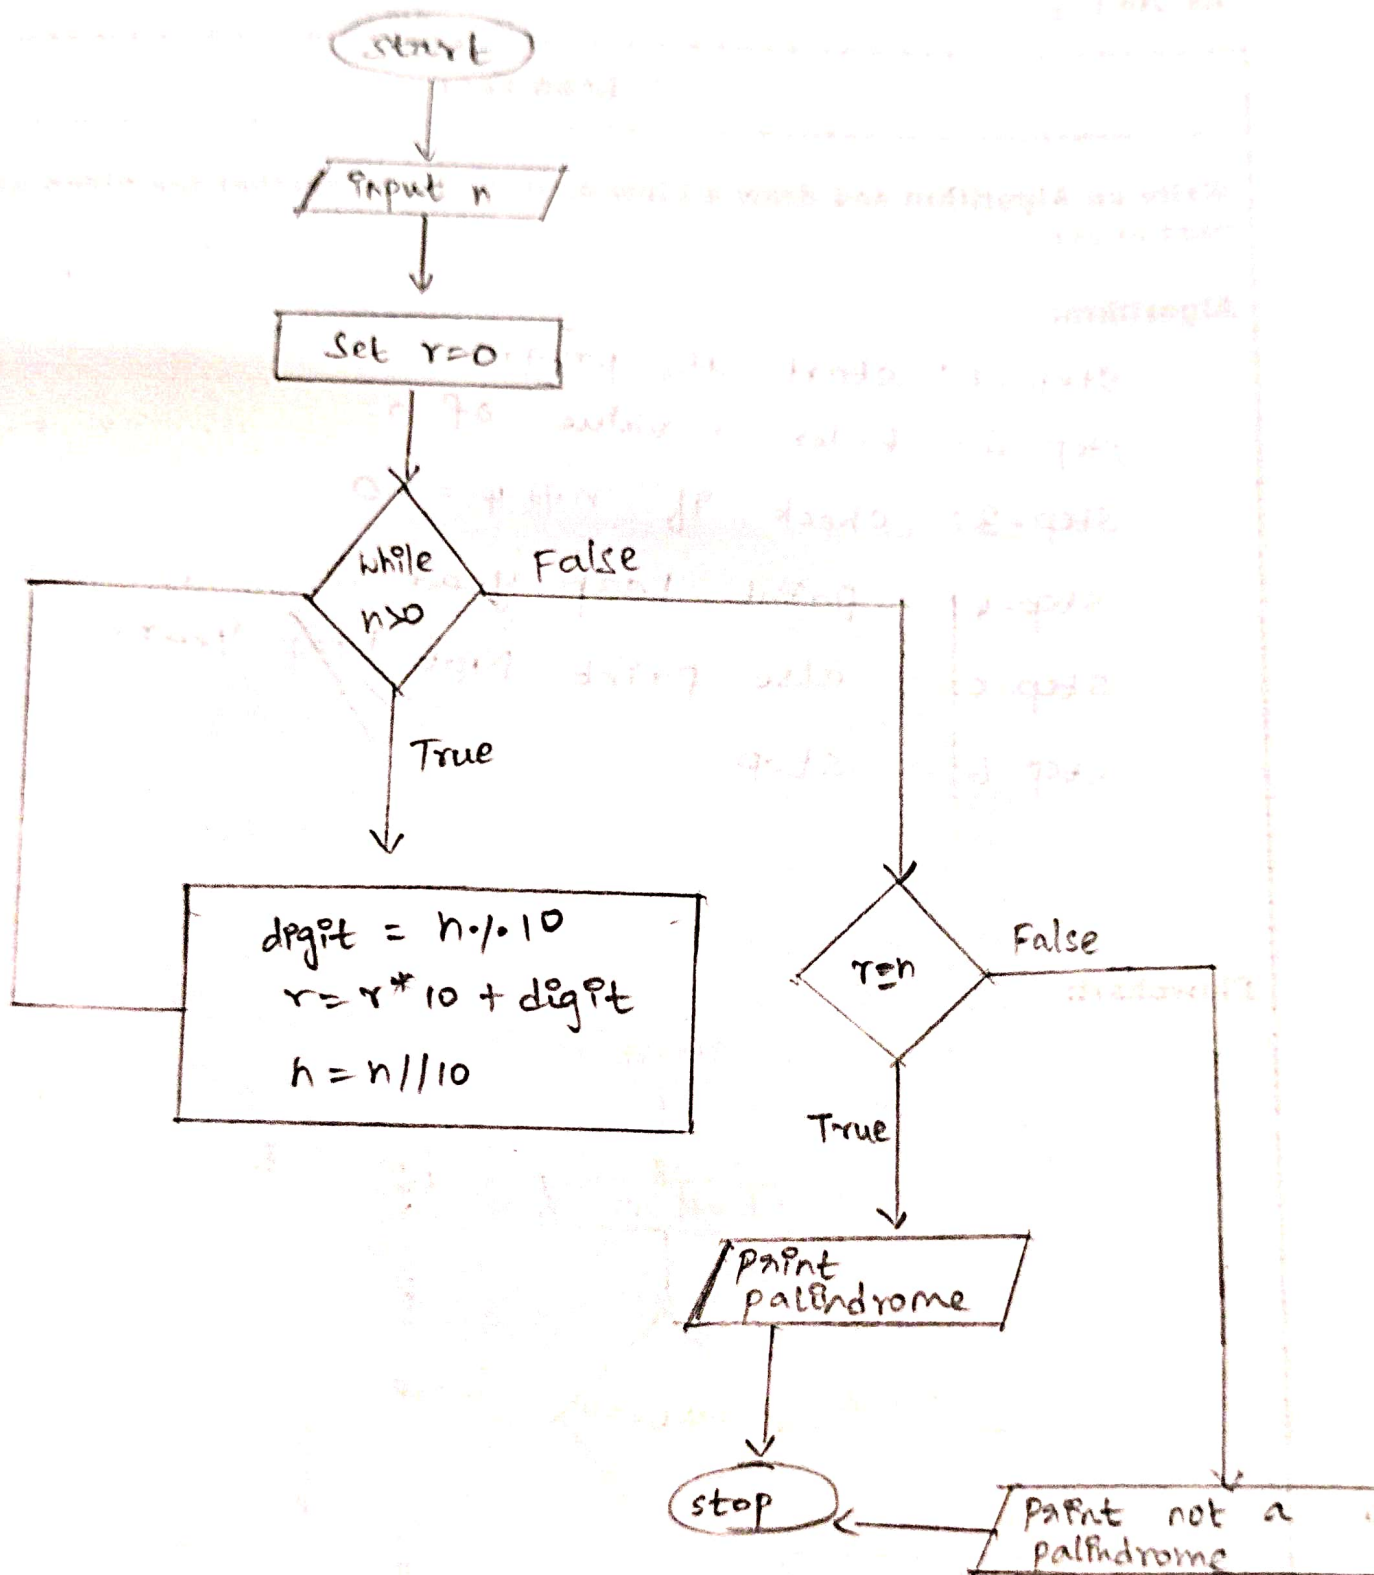 start
input n
Set r=0
while
n>0
False
True
digit = n%10
r=r*10 + digit
n=n//10
r=n
False
True
print
palindrome
stop
print not a
palindrome